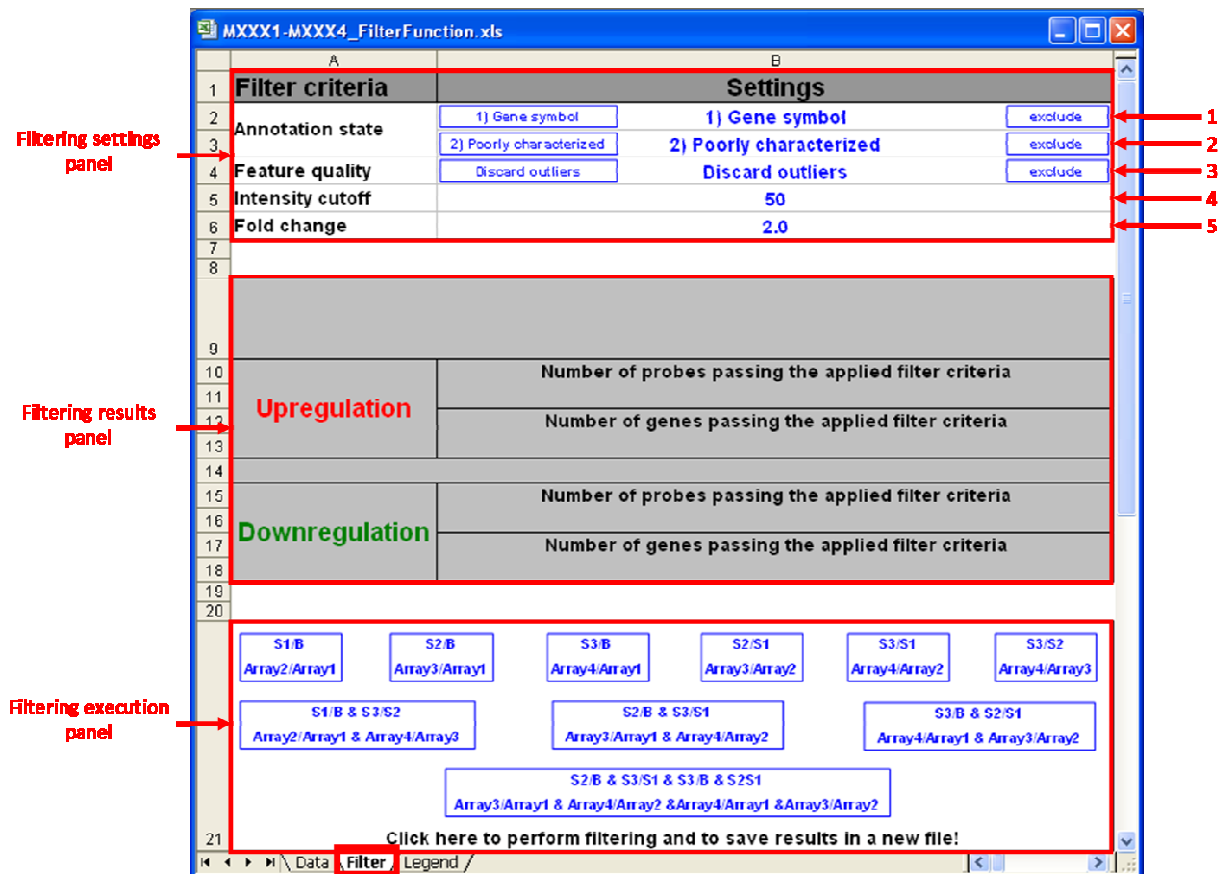 MXXX1-MXXX4_FilterFunction.xls
A B
1 Filter criteria Settings
2 Annotation state 1) Gene symbol 1) Gene symbol exclude 1
3 2) Poorly characterized 2) Poorly characterized exclude 2
4 Feature quality Discard outliers Discard outliers exclude 3
5 Intensity cutoff 50 4
6 Fold change 2.0 5
Filtering settings
panel
7
8
9
10 Number of probes passing the applied filter criteria
11
Upregulation
12 Number of genes passing the applied filter criteria
13
Filtering results
panel
14
15 Number of probes passing the applied filter criteria
16
Downregulation
17 Number of genes passing the applied filter criteria
18
19
20
S1/B S2/B S3/B S2/S1 S3/S1 S3/S2
Array2/Array1 Array3/Array1 Array4/Array1 Array3/Array2 Array4/Array2 Array4/Array3
Filtering execution
panel
S1/B & S3/S2 S2/B & S3/S1 S3/B & S2/S1
Array2/Array1 & Array4/Array3 Array3/Array1 & Array4/Array2 Array4/Array1 & Array3/Array2
S2/B & S3/S1 & S3/B & S2S1
Array3/Array1 & Array4/Array2 &Array4/Array1 &Array3/Array2
21 Click here to perform filtering and to save results in a new file!
Data Filter Legend